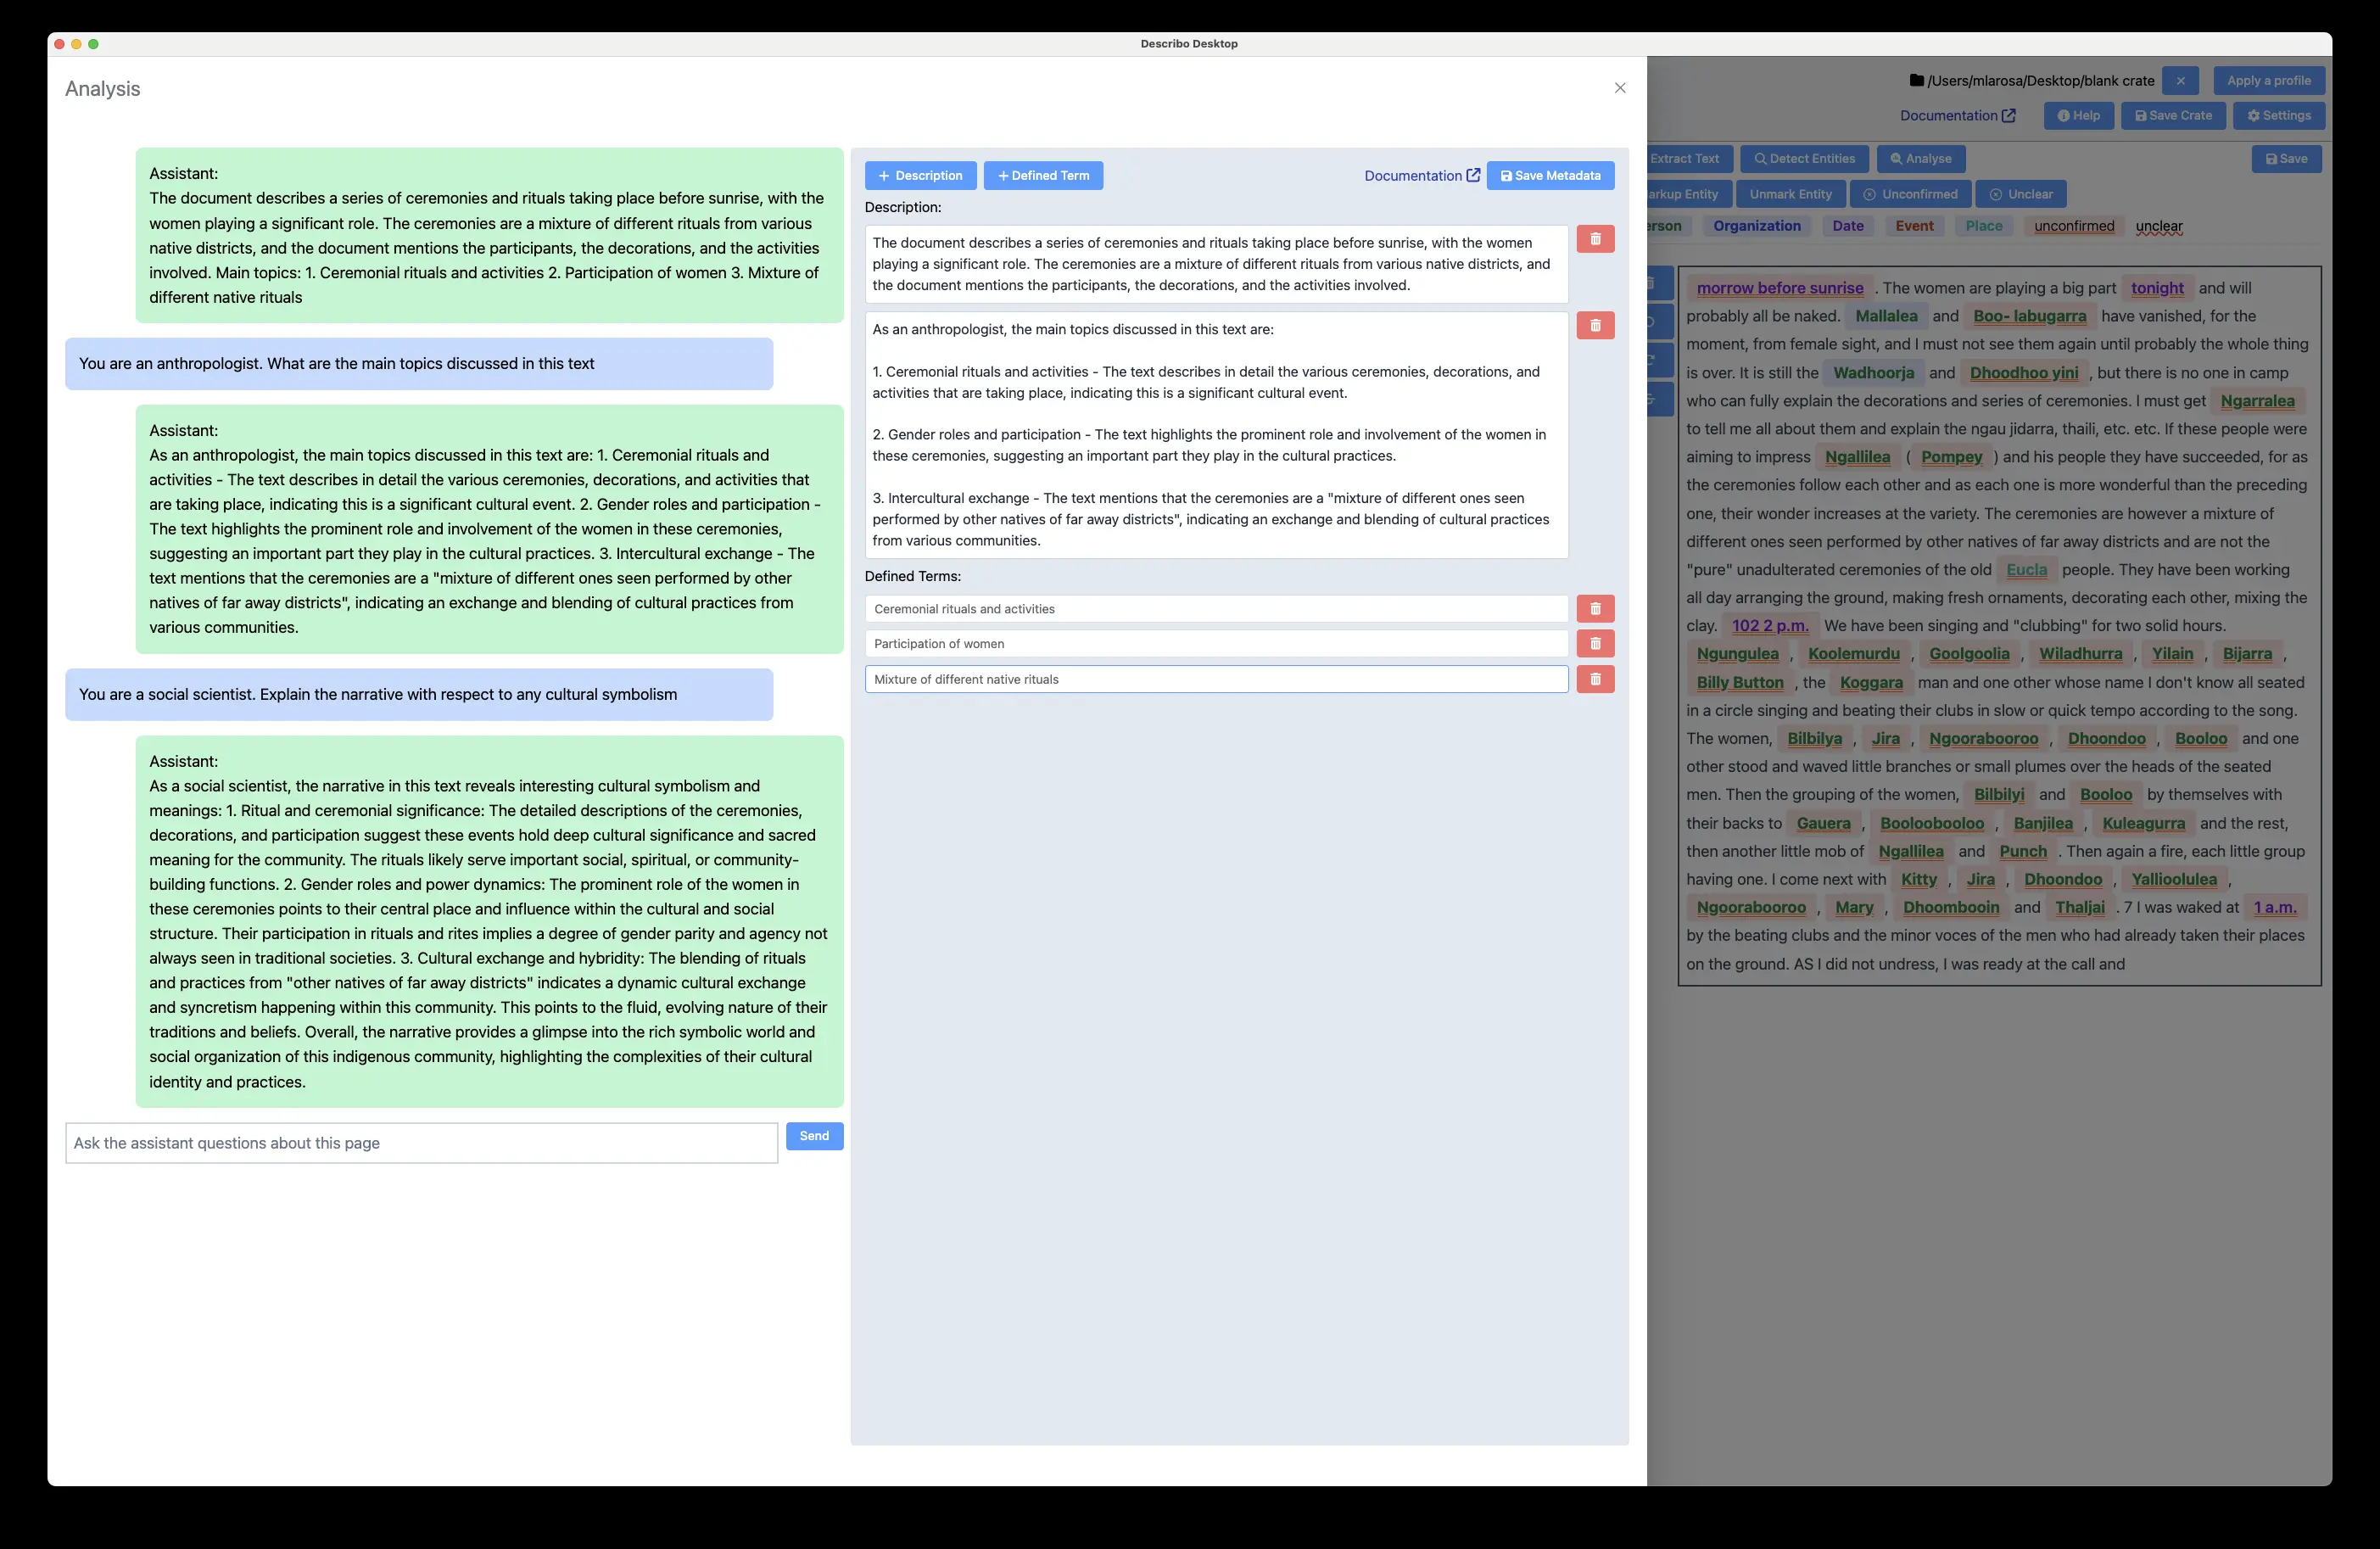 Describo Desktop
Analysis
Assistant:
The document describes a series of ceremonies and rituals taking place before sunrise, with the
women playing a significant role. The ceremonies are a mixture of different rituals from various
native districts, and the document mentions the participants, the decorations, and the activities
involved. Main topics: 1. Ceremonial rituals and activities 2. Participation of women 3. Mixture of
different native rituals
You are an anthropologist. What are the main topics discussed in this text
Assistant:
As an anthropologist, the main topics discussed in this text are: 1. Ceremonial rituals and
activities - The text describes in detail the various ceremonies, decorations, and activities that
are taking place, indicating this is a significant cultural event. 2. Gender roles and participation -
The text highlights the prominent role and involvement of the women in these ceremonies,
suggesting an important part they play in the cultural practices. 3. Intercultural exchange - The
text mentions that the ceremonies are a "mixture of different ones seen performed by other
natives of far away districts", indicating an exchange and blending of cultural practices from
various communities.
You are a social scientist. Explain the narrative with respect to any cultural symbolism
Assistant:
As a social scientist, the narrative in this text reveals interesting cultural symbolism and
meanings: 1. Ritual and ceremonial significance: The detailed descriptions of the ceremonies,
decorations, and participation suggest these events hold deep cultural significance and sacred
meaning for the community. The rituals likely serve important social, spiritual, or community-
building functions. 2. Gender roles and power dynamics: The prominent role of the women in
these ceremonies points to their central place and influence within the cultural and social
structure. Their participation in rituals and rites implies a degree of gender parity and agency not
always seen in traditional societies. 3. Cultural exchange and hybridity: The blending of rituals
and practices from "other natives of far away districts" indicates a dynamic cultural exchange
and syncretism happening within this community. This points to the fluid, evolving nature of their
traditions and beliefs. Overall, the narrative provides a glimpse into the rich symbolic world and
social organization of this indigenous community, highlighting the complexities of their cultural
identity and practices.
Ask the assistant questions about this page
Send
Description
Defined Term
Documentation
Save Metadata
Description:
The document describes a series of ceremonies and rituals taking place before sunrise, with the women
playing a significant role. The ceremonies are a mixture of different rituals from various native districts, and
the document mentions the participants, the decorations, and the activities involved.
As an anthropologist, the main topics discussed in this text are:
1. Ceremonial rituals and activities - The text describes in detail the various ceremonies, decorations, and
activities that are taking place, indicating this is a significant cultural event.
2. Gender roles and participation - The text highlights the prominent role and involvement of the women in
these ceremonies, suggesting an important part they play in the cultural practices.
3. Intercultural exchange - The text mentions that the ceremonies are a "mixture of different ones seen
performed by other natives of far away districts", indicating an exchange and blending of cultural practices
from various communities.
Defined Terms:
Ceremonial rituals and activities
Participation of women
Mixture of different native rituals
/Users/mlarosa/Desktop/blank crate
Apply a profile
Documentation
Help
Save Crate
Settings
Extract Text
Detect Entities
Analyse
Save
arkup Entity
Unmark Entity
Unconfirmed
Unclear
erson Organization Date Event Place unconfirmed unclear
morrow before sunrise . The women are playing a big part tonight and will
probably all be naked. Mallalea and Boo- labugarra have vanished, for the
moment, from female sight, and I must not see them again until probably the whole thing
is over. It is still the Wadhoorja and Dhoodhoo yini , but there is no one in camp
who can fully explain the decorations and series of ceremonies. I must get Ngarralea
to tell me all about them and explain the ngau jidarra, thaili, etc. etc. If these people were
aiming to impress Ngallilea ( Pompey ) and his people they have succeeded, for as
the ceremonies follow each other and as each one is more wonderful than the preceding
one, their wonder increases at the variety. The ceremonies are however a mixture of
different ones seen performed by other natives of far away districts and are not the
"pure" unadulterated ceremonies of the old Eucla people. They have been working
all day arranging the ground, making fresh ornaments, decorating each other, mixing the
clay. 102 2 p.m. We have been singing and "clubbing" for two solid hours.
Ngungulea , Koolemurdu , Goolgoolia , Wiladhurra , Yilain , Bijarra ,
Billy Button , the Koggara man and one other whose name I don't know all seated
in a circle singing and beating their clubs in slow or quick tempo according to the song.
The women, Bilbilya , Jira , Ngoorabooroo , Dhoondoo , Booloo and one
other stood and waved little branches or small plumes over the heads of the seated
men. Then the grouping of the women, Bilbilyi and Booloo by themselves with
their backs to Gauera , Booloobooloo , Banjilea , Kuleagurra and the rest,
then another little mob of Ngallilea and Punch . Then again a fire, each little group
having one. I come next with Kitty , Jira , Dhoondoo , Yallioolulea ,
Ngoorabooroo , Mary , Dhoombooin and Thaljai . 7 I was waked at 1 a.m.
by the beating clubs and the minor voces of the men who had already taken their places
on the ground. AS I did not undress, I was ready at the call and